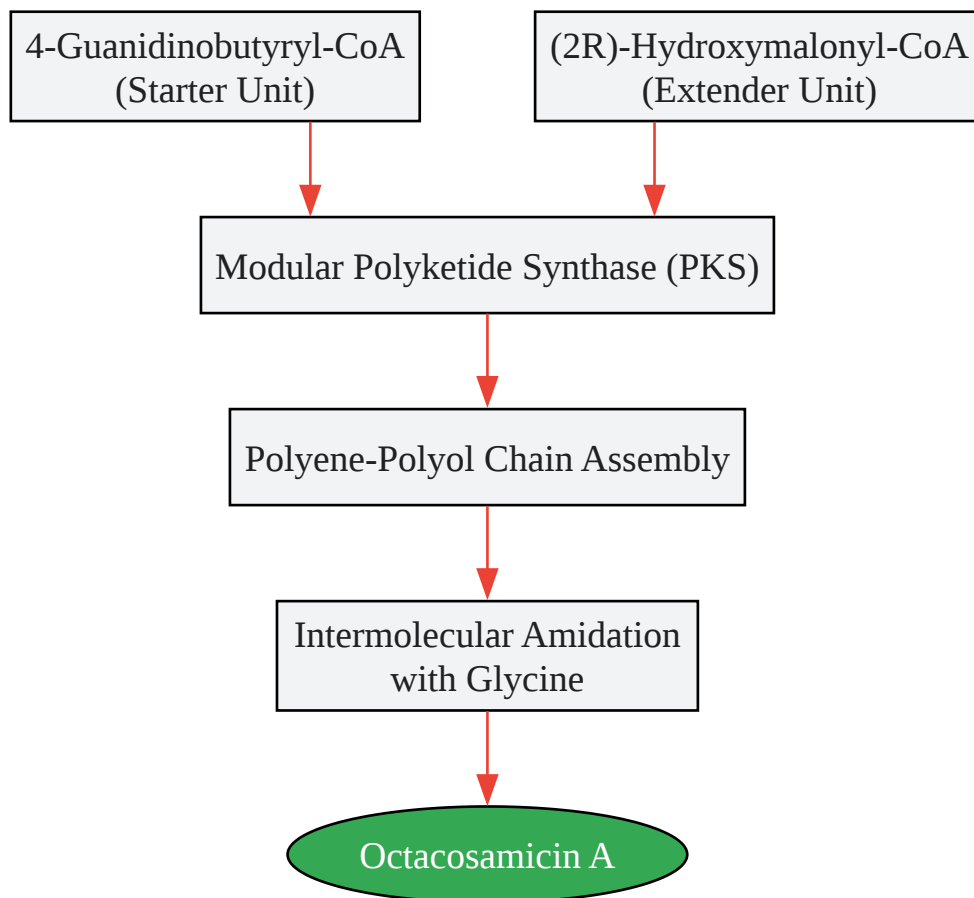 4-Guanidinobutyryl-CoA
(Starter Unit)
(2R)-Hydroxymalonyl-CoA
(Extender Unit)
Modular Polyketide Synthase (PKS)
Polyene-Polyol Chain Assembly
Intermolecular Amidation
with Glycine
Octacosamicin A